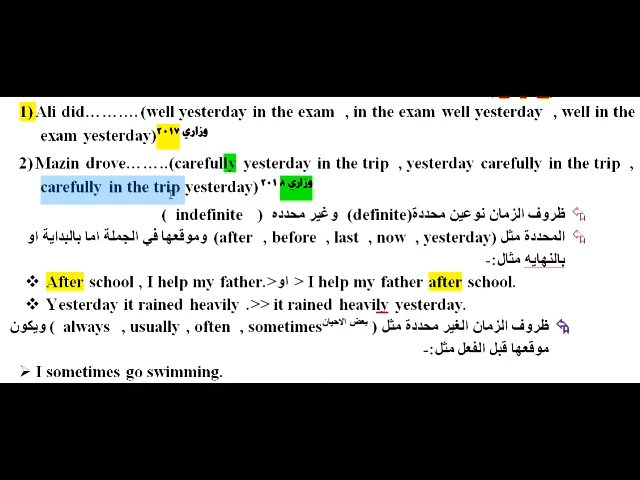 1) Ali did………. (well yesterday in the exam , in the exam well yesterday , well in the
exam yesterday) وزاري ٢٠١٧
2) Mazin drove…….. (carefully yesterday in the trip , yesterday carefully in the trip ,
carefully in the trip yesterday) وزاري ٢٠١٨
ظروف الزمان نوعين محددة (definite) وغير محدده ( indefinite )
المحددة مثل (after , before , last , now , yesterday) وموقعها في الجملة اما بالبداية او
بالنهايه مثال:-
❖ After school , I help my father.> او < I help my father after school.
❖ Yesterday it rained heavily .>> it rained heavily yesterday.
ظروف الزمان الغير محددة مثل ( always , usually , often , sometimes بعض الاحيان) ويكون
موقعها قبل الفعل مثل:-
➢ I sometimes go swimming.